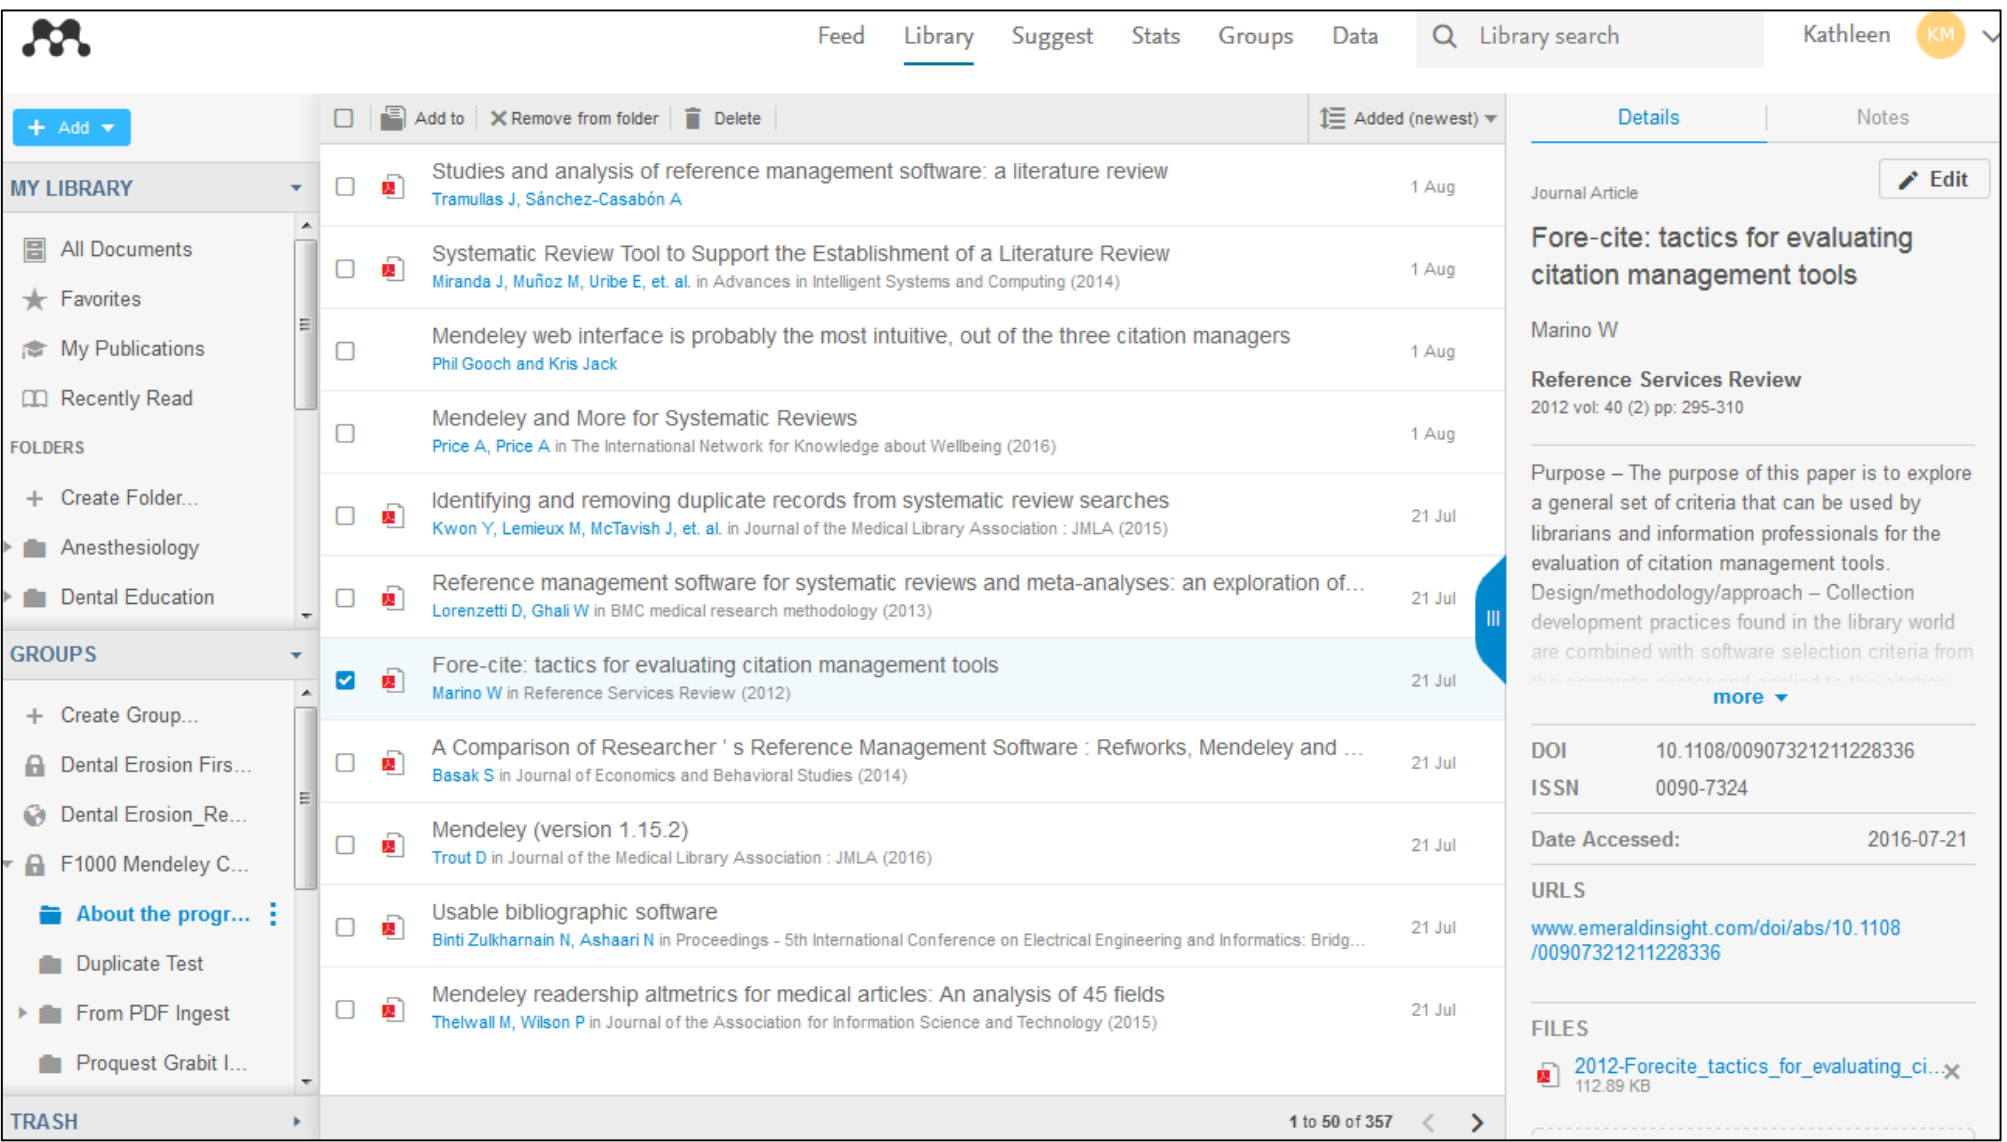 Feed Library Suggest Stats Groups Data Library search Kathleen KM
Add
MY LIBRARY
All Documents
Favorites
My Publications
Recently Read
FOLDERS
Create Folder...
Anesthesiology
Dental Education
GROUPS
Create Group...
Dental Erosion Firs...
Dental Erosion_Re...
F1000 Mendeley C...
About the progr...
Duplicate Test
From PDF Ingest
Proquest Grabit I...
TRASH
Add to Remove from folder Delete Added (newest)
Studies and analysis of reference management software: a literature review
Tramullas J, Sánchez-Casabón A
1 Aug
Systematic Review Tool to Support the Establishment of a Literature Review
Miranda J, Muñoz M, Uribe E, et. al. in Advances in Intelligent Systems and Computing (2014)
1 Aug
Mendeley web interface is probably the most intuitive, out of the three citation managers
Phil Gooch and Kris Jack
1 Aug
Mendeley and More for Systematic Reviews
Price A, Price A in The International Network for Knowledge about Wellbeing (2016)
1 Aug
Identifying and removing duplicate records from systematic review searches
Kwon Y, Lemieux M, McTavish J, et. al. in Journal of the Medical Library Association : JMLA (2015)
21 Jul
Reference management software for systematic reviews and meta-analyses: an exploration of...
Lorenzetti D, Ghali W in BMC medical research methodology (2013)
21 Jul
Fore-cite: tactics for evaluating citation management tools
Marino W in Reference Services Review (2012)
21 Jul
A Comparison of Researcher ' s Reference Management Software : Refworks, Mendeley and ...
Basak S in Journal of Economics and Behavioral Studies (2014)
21 Jul
Mendeley (version 1.15.2)
Trout D in Journal of the Medical Library Association : JMLA (2016)
21 Jul
Usable bibliographic software
Binti Zulkharnain N, Ashaari N in Proceedings - 5th International Conference on Electrical Engineering and Informatics: Bridg...
21 Jul
Mendeley readership altmetrics for medical articles: An analysis of 45 fields
Thelwall M, Wilson P in Journal of the Association for Information Science and Technology (2015)
21 Jul
1 to 50 of 357
Details Notes
Edit
Journal Article
Fore-cite: tactics for evaluating
citation management tools
Marino W
Reference Services Review
2012 vol: 40 (2) pp: 295-310
Purpose – The purpose of this paper is to explore
a general set of criteria that can be used by
librarians and information professionals for the
evaluation of citation management tools.
Design/methodology/approach – Collection
development practices found in the library world
are combined with software selection criteria from
more
DOI 10.1108/00907321211228336
ISSN 0090-7324
Date Accessed: 2016-07-21
URLS
www.emeraldinsight.com/doi/abs/10.1108
/00907321211228336
FILES
2012-Forecite_tactics_for_evaluating_ci...
112.89 KB